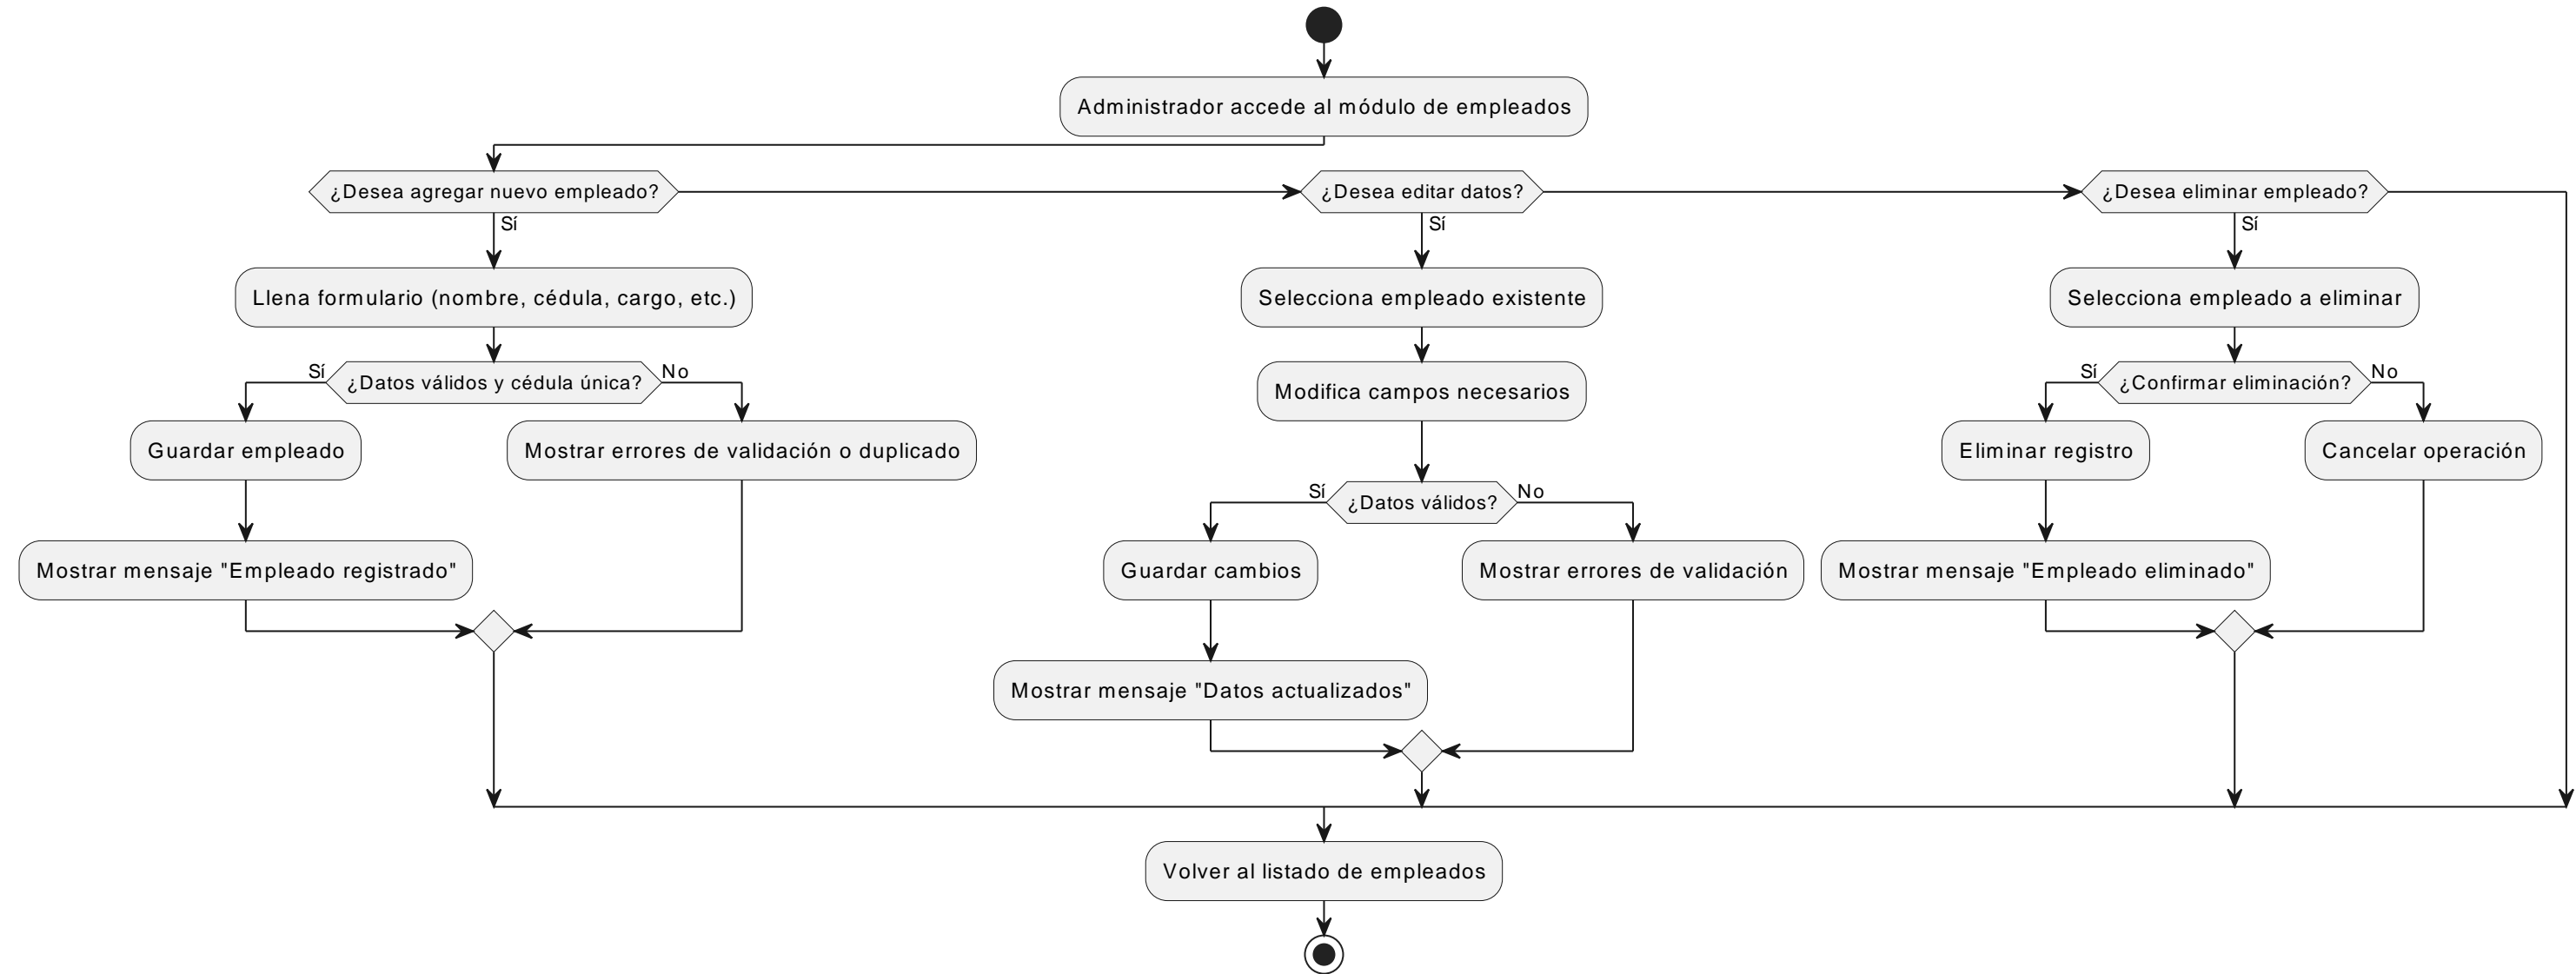 Administrador accede al módulo de empleados
¿Desea agregar nuevo empleado?
¿Desea editar datos?
¿Desea eliminar empleado?
Sí
Sí
Sí
Llena formulario (nombre, cédula, cargo, etc.)
Selecciona empleado existente
Selecciona empleado a eliminar
Sí
¿Datos válidos y cédula única?
No
Modifica campos necesarios
Sí
¿Confirmar eliminación?
No
Guardar empleado
Mostrar errores de validación o duplicado
Eliminar registro
Cancelar operación
Sí
¿Datos válidos?
No
Mostrar mensaje "Empleado registrado"
Guardar cambios
Mostrar errores de validación
Mostrar mensaje "Empleado eliminado"
Mostrar mensaje "Datos actualizados"
Volver al listado de empleados